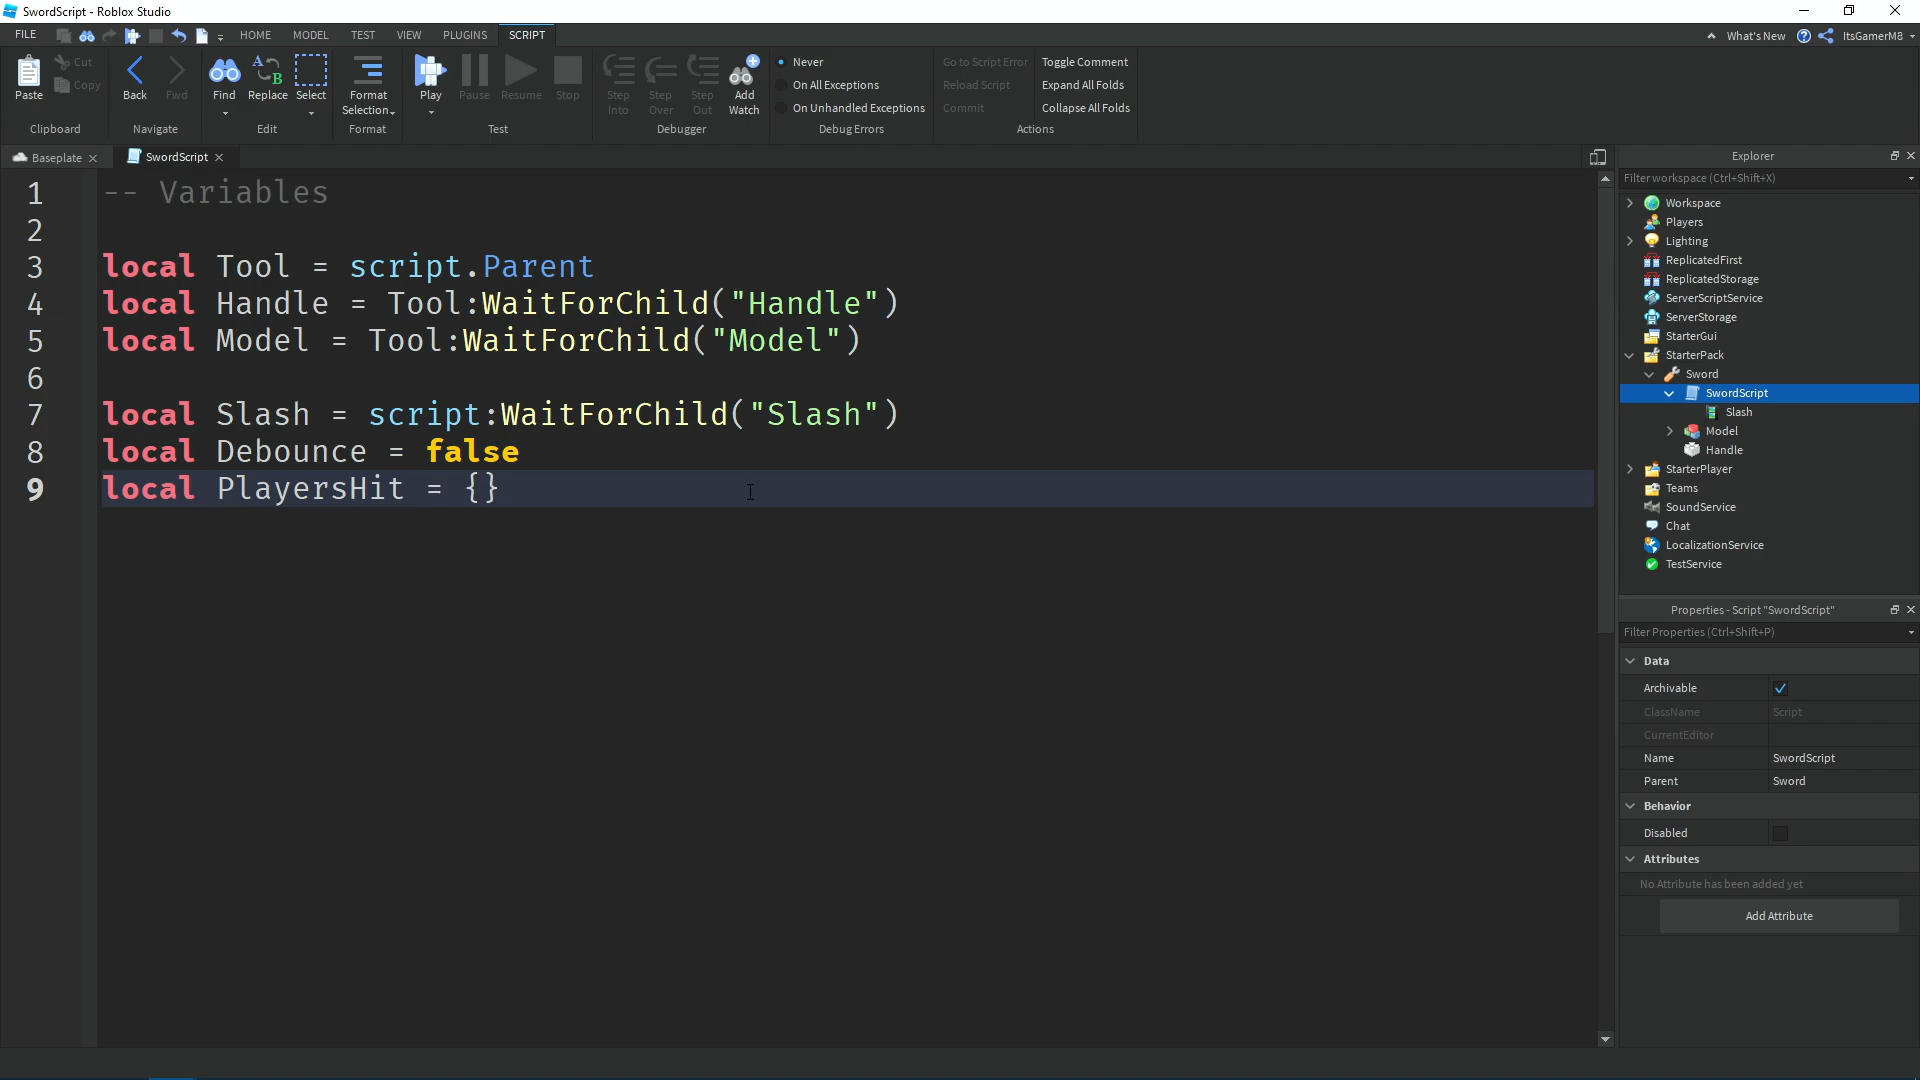 SwordScript - Roblox Studio
FILE HOME MODEL TEST VIEW PLUGINS SCRIPT What's New ItsGamerM8
Paste Cut Copy Clipboard
Back Fwd Navigate
Find Replace Select Edit
Format Selection Format
Play Pause Resume Stop Test
Step Into Step Over Step Out Add Watch Debugger
Never
On All Exceptions
On Unhandled Exceptions
Debug Errors
Go to Script Error Toggle Comment
Reload Script Expand All Folds
Commit Collapse All Folds
Actions
Baseplate SwordScript
1 -- Variables
2
3 local Tool = script.Parent
4 local Handle = Tool:WaitForChild("Handle")
5 local Model = Tool:WaitForChild("Model")
6
7 local Slash = script:WaitForChild("Slash")
8 local Debounce = false
9 local PlayersHit = {}
Explorer
Filter workspace (Ctrl+Shift+X)
Workspace
Players
Lighting
ReplicatedFirst
ReplicatedStorage
ServerScriptService
ServerStorage
StarterGui
StarterPack
Sword
SwordScript
Slash
Model
Handle
StarterPlayer
Teams
SoundService
Chat
LocalizationService
TestService
Properties - Script "SwordScript"
Filter Properties (Ctrl+Shift+P)
Data
Archivable
ClassName Script
CurrentEditor
Name SwordScript
Parent Sword
Behavior
Disabled
Attributes
No Attribute has been added yet
Add Attribute